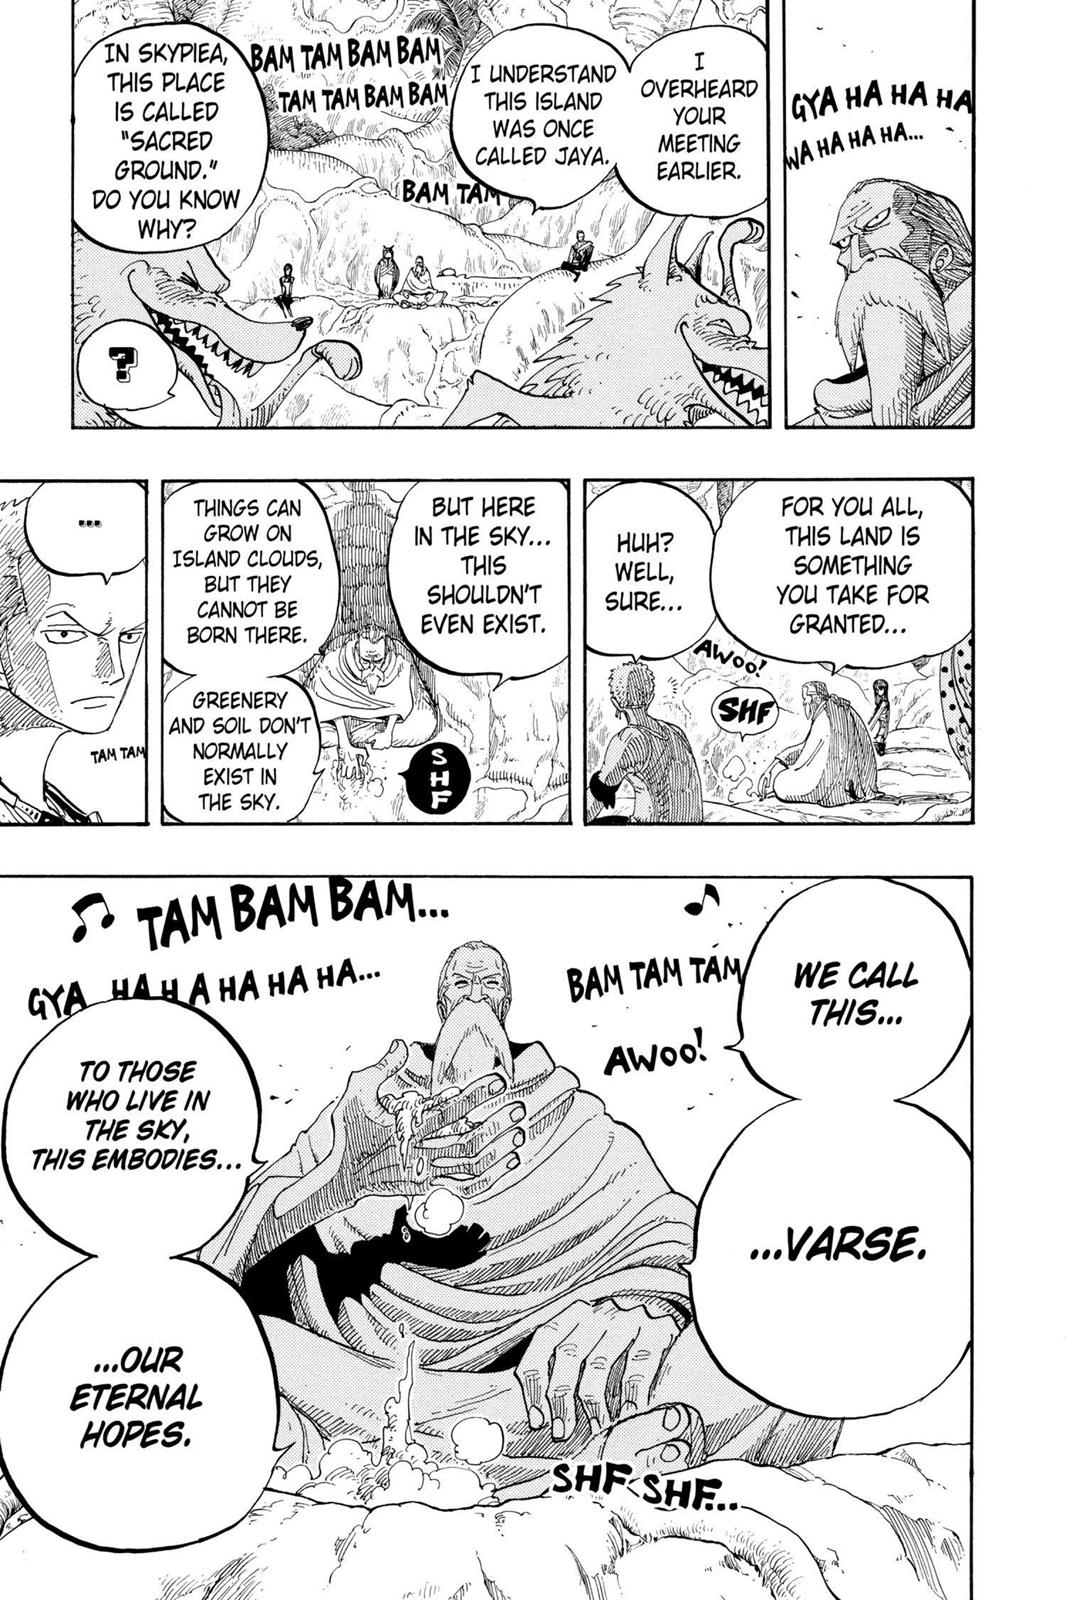 GYA HA HA HA
WA HA HA HA...
I
OVERHEARD
YOUR
MEETING
EARLIER.
I UNDERSTAND
THIS ISLAND
WAS ONCE
CALLED JAYA.
BAM TAM BAM BAM
TAM TAM BAM BAM
BAM TAM
IN SKYPIEA,
THIS PLACE
IS CALLED
"SACRED
GROUND."
DO YOU KNOW
WHY?
?
FOR YOU ALL,
THIS LAND IS
SOMETHING
YOU TAKE FOR
GRANTED...
HUH?
WELL,
SURE...
AWOO!
SHF
BUT HERE
IN THE SKY...
THIS
SHOULDN'T
EVEN EXIST.
THINGS CAN
GROW ON
ISLAND CLOUDS,
BUT THEY
CANNOT BE
BORN THERE.
GREENERY
AND SOIL DON'T
NORMALLY
EXIST IN
THE SKY.
SHF
...
TAM TAM
WE CALL
THIS...
...VARSE.
TAM BAM BAM...
GYA HA HA HA HA HA...
BAM TAM TAM
AWOO!
TO THOSE
WHO LIVE IN
THE SKY,
THIS EMBODIES...
...OUR
ETERNAL
HOPES.
SHF SHF...